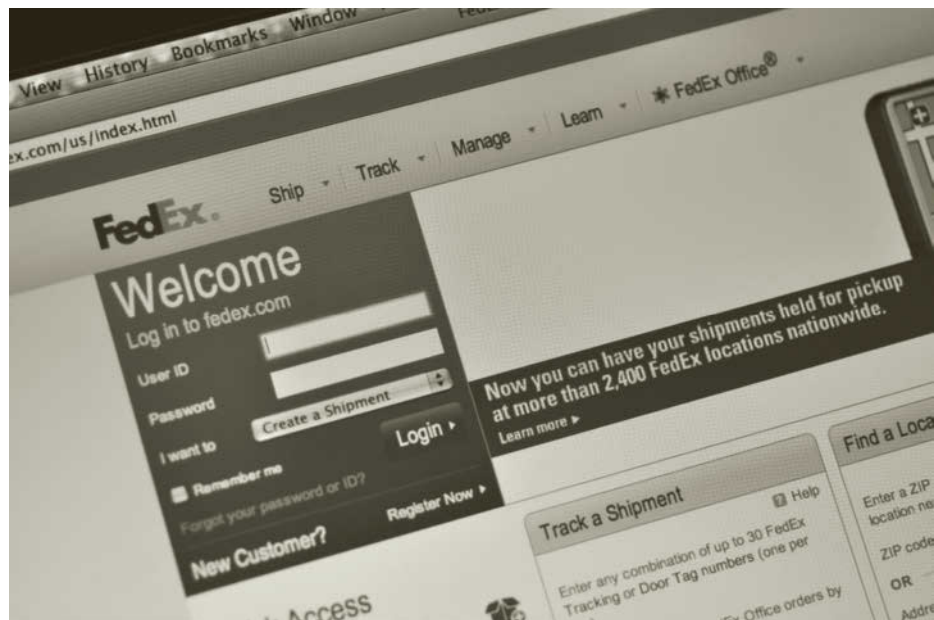 View History Bookmarks Window
ex.com/us/index.html
FedEx. Ship Track Manage Learn FedEx Office®
Welcome
Log in to fedex.com
User ID
Password
I want to Create a Shipment
Remember me Login
Forgot your password or ID?
New Customer? Register Now
Now you can have your shipments held for pickup
at more than 2,400 FedEx locations nationwide.
Learn more
Track a Shipment
Help
Enter any combination of up to 30 FedEx
Tracking or Door Tag numbers (one per
Office orders by
Access
Find a Loca
Enter a ZIP
location ne
ZIP code
OR
Addre